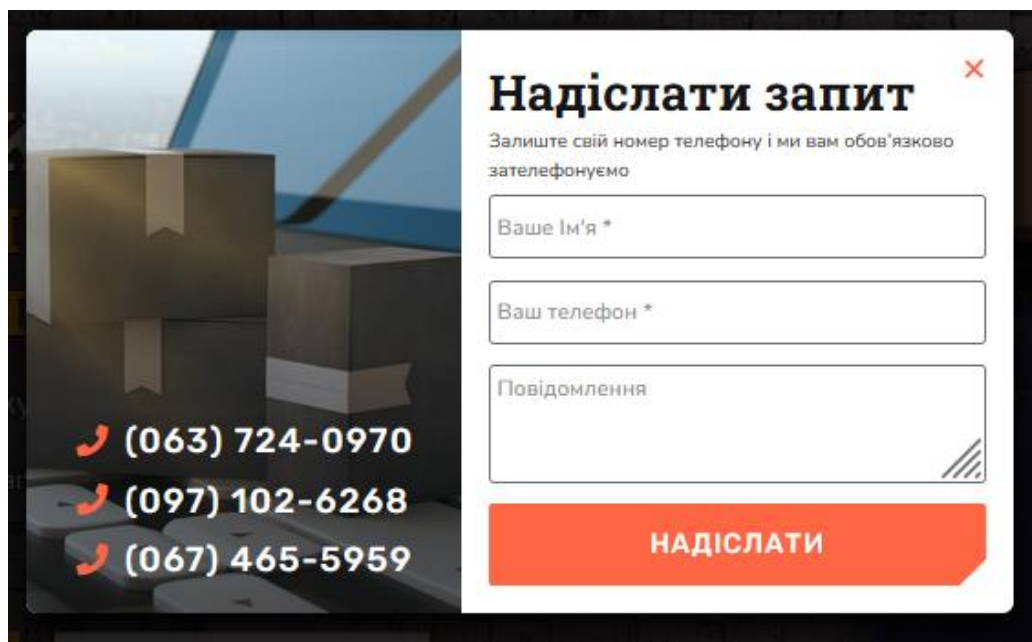 Надіслати запит
Залиште свій номер телефону і ми вам обов'язково
зателефонуємо
Ваше Ім'я *
Ваш телефон *
Повідомлення
НАДІСЛАТИ
(063) 724-0970
(097) 102-6268
(067) 465-5959